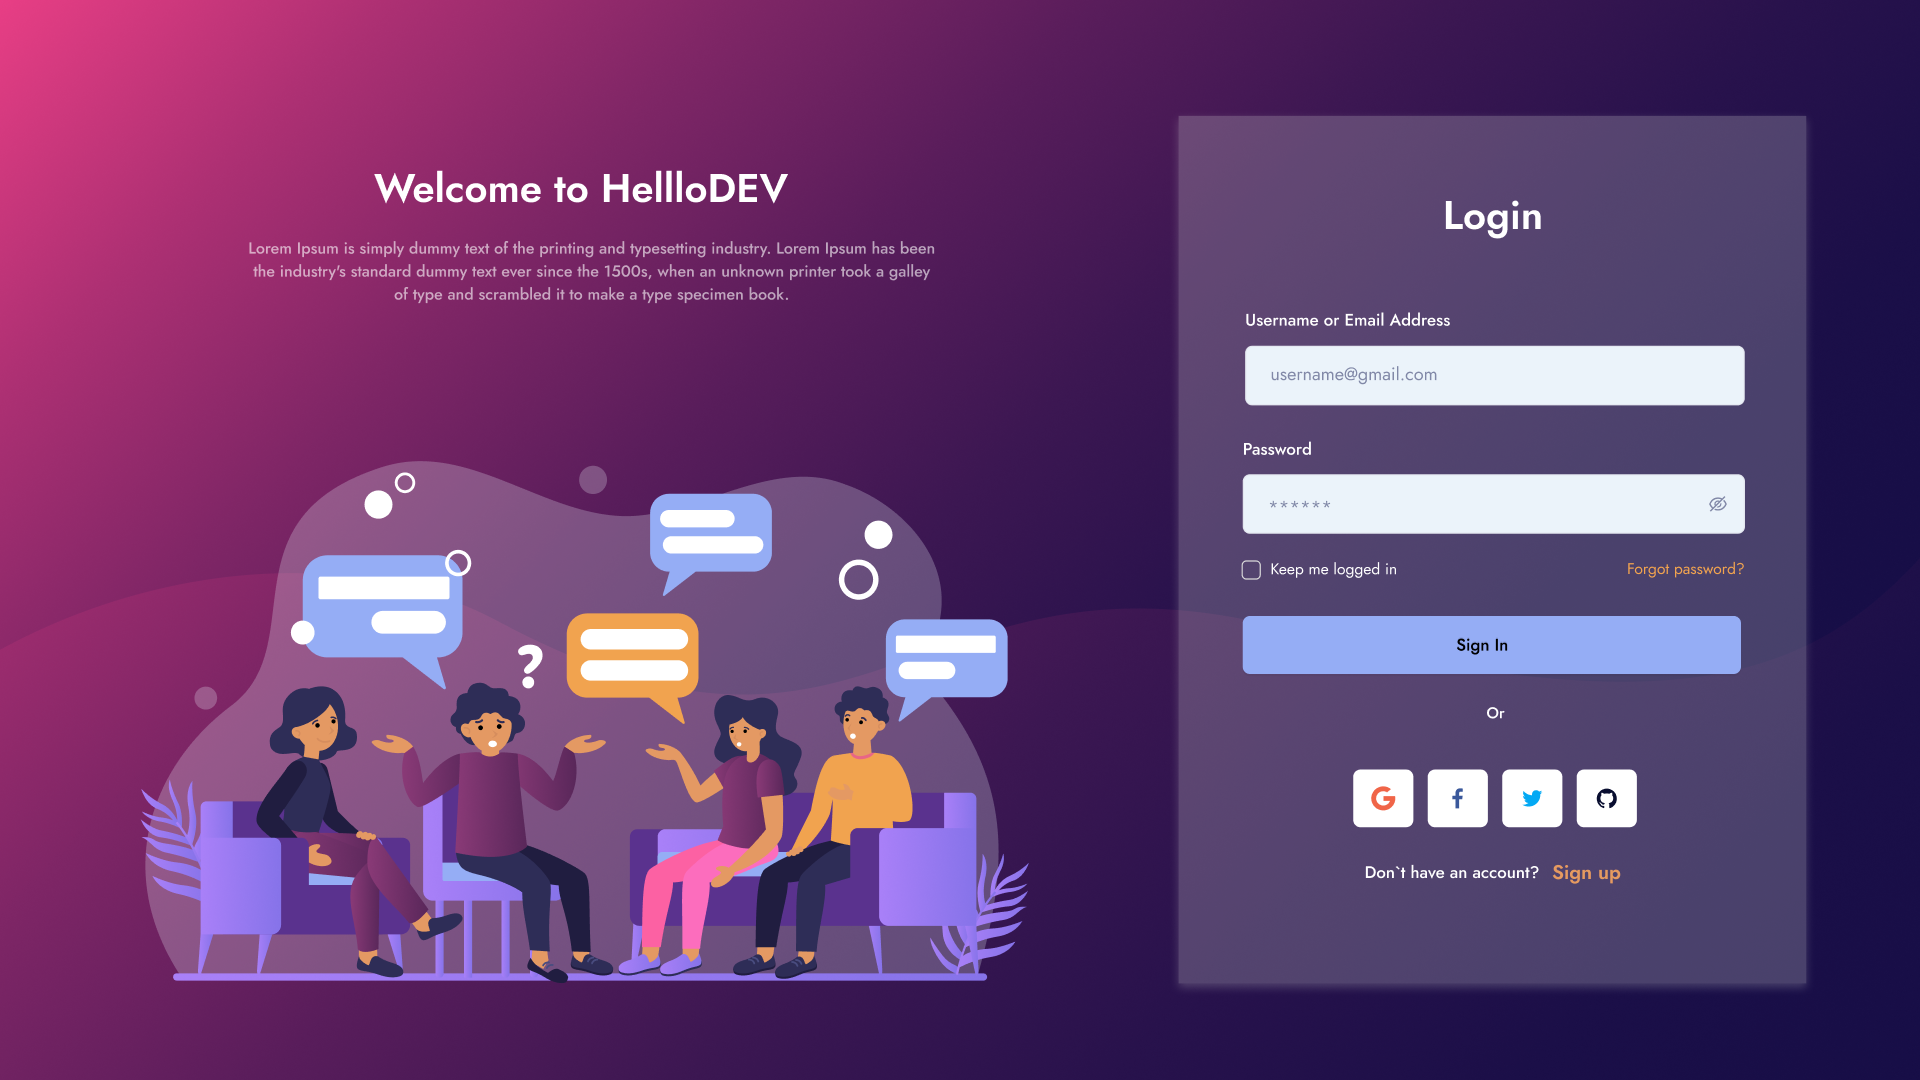 Welcome to HellloDEV
Lorem Ipsum is simply dummy text of the printing and typesetting industry. Lorem Ipsum has been
the industry's standard dummy text ever since the 1500s, when an unknown printer took a galley
of type and scrambled it to make a type specimen book.
?
Login
Username or Email Address
username@gmail.com
Password
******
Keep me logged in
Forgot password?
Sign In
Or
Don`t have an account? Sign up